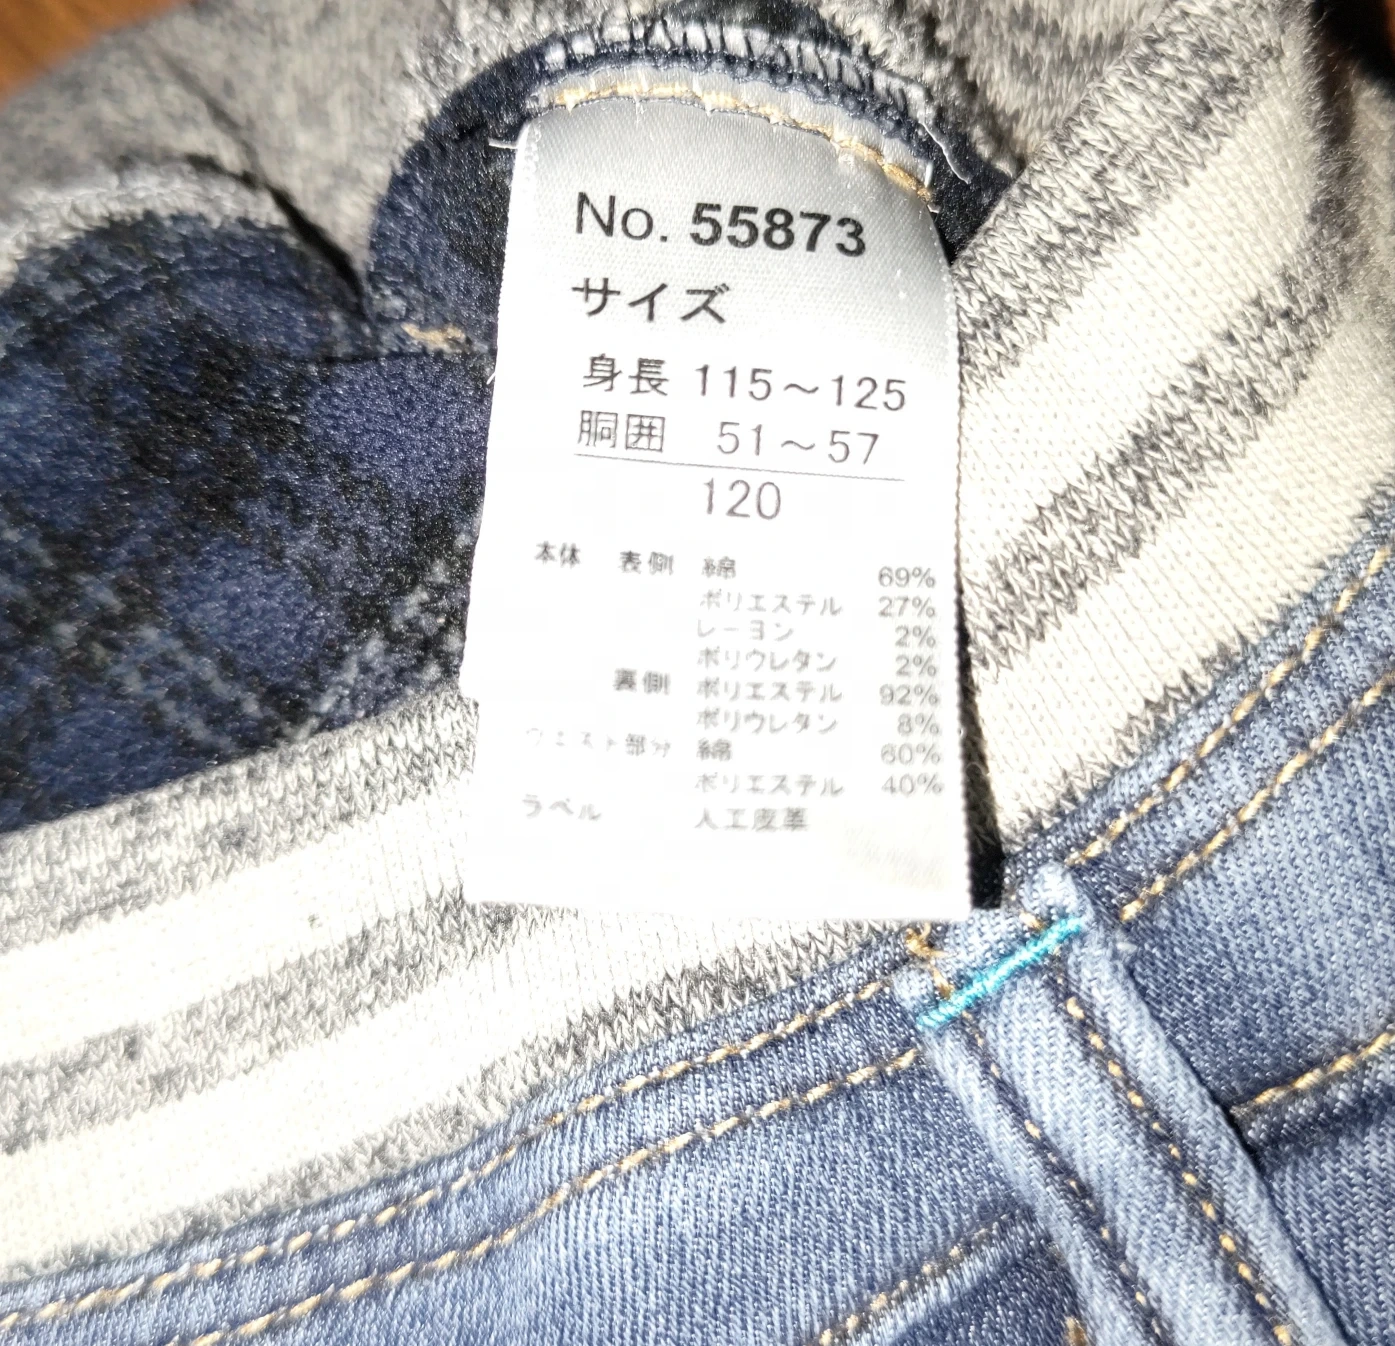 No. 55873
サイズ
身長 115～125
胴囲 51～57
120
本体 表側 綿 69%
ポリエステル 27%
レーヨン 2%
ポリウレタン 2%
裏側 ポリエステル 92%
ポリウレタン 8%
ウエスト部分 綿 60%
ポリエステル 40%
ラベル 人工皮革